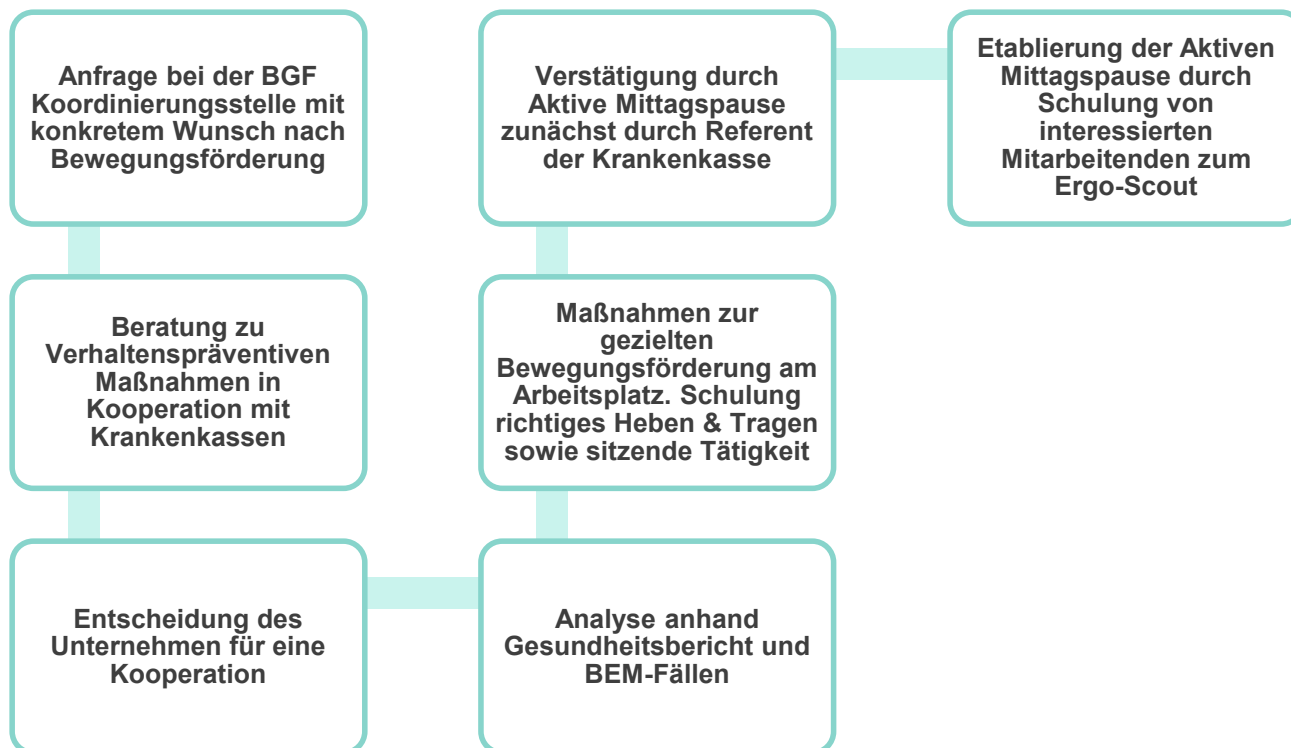 Anfrage bei der BGF
Koordinierungsstelle mit
konkretem Wunsch nach
Bewegungsförderung
Beratung zu
Verhaltenspräventiven
Maßnahmen in
Kooperation mit
Krankenkassen
Entscheidung des
Unternehmen für eine
Kooperation
Analyse anhand
Gesundheitsbericht und
BEM-Fällen
Maßnahmen zur
gezielten
Bewegungsförderung am
Arbeitsplatz. Schulung
richtiges Heben & Tragen
sowie sitzende Tätigkeit
Verstätigung durch
Aktive Mittagspause
zunächst durch Referent
der Krankenkasse
Etablierung der Aktiven
Mittagspause durch
Schulung von
interessierten
Mitarbeitenden zum
Ergo-Scout